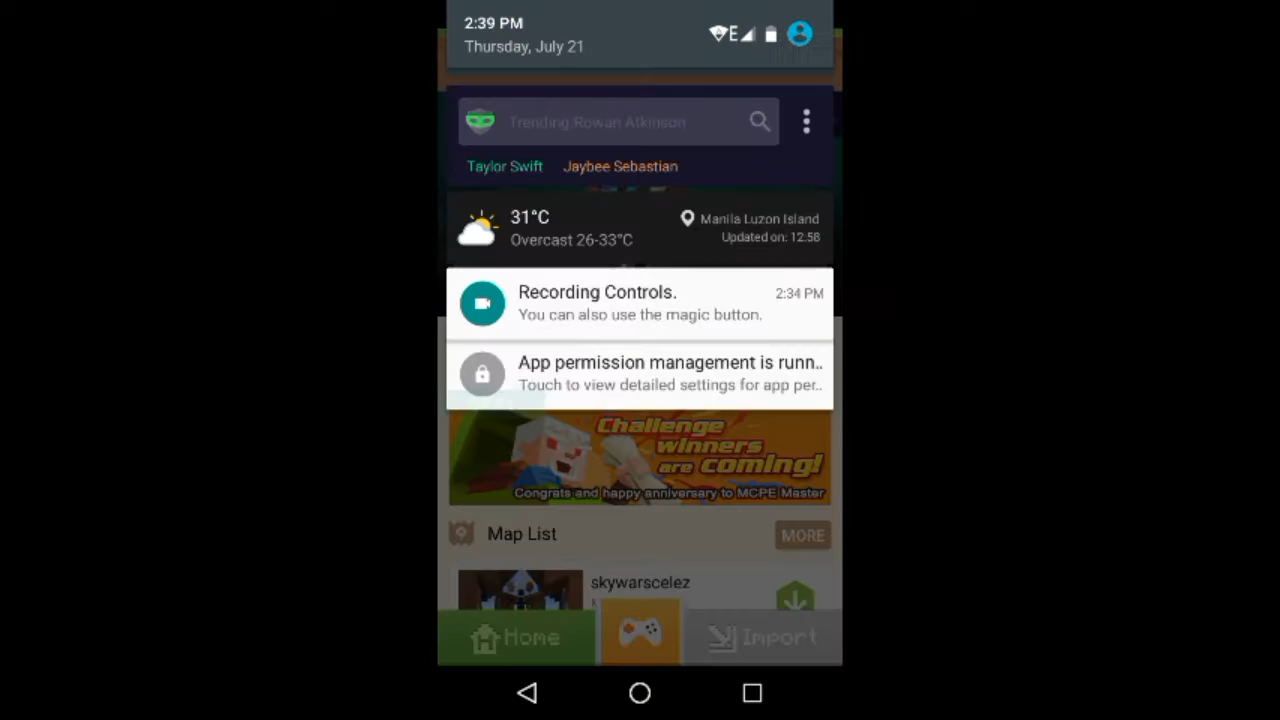 2:39 PM
Thursday, July 21
E
Trending:Rowan Atkinson
Taylor Swift Jaybee Sebastian
31°C
Manila Luzon Island
Overcast 26-33°C
Updated on: 12:58
Recording Controls.
2:34 PM
You can also use the magic button.
App permission management is runn..
Touch to view detailed settings for app per..
Challenge
winners
are coming!
Congrats and happy anniversary to MCPE Master
Map List
MORE
skywarscelez
Home
Import